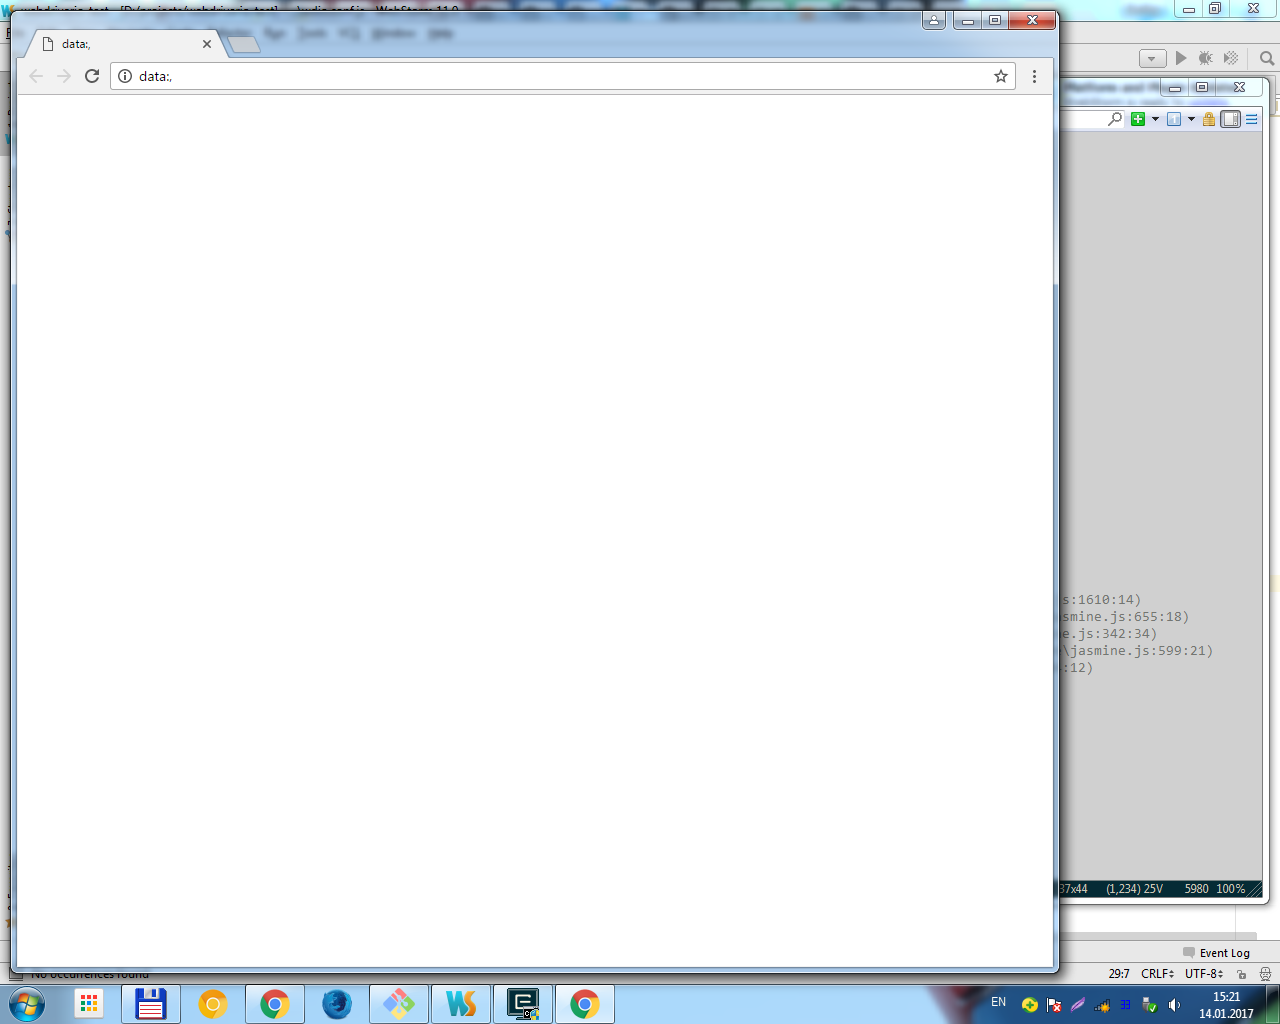 data:,
data:,
s:1610:14)
smine.js:655:18)
e.js:342:34)
\jasmine.js:599:21)
:12)
37x44 (1,234) 25V 5980 100%
Event Log
No occurrences found
29:7 CRLF UTF-8
EN
15:21
14.01.2017